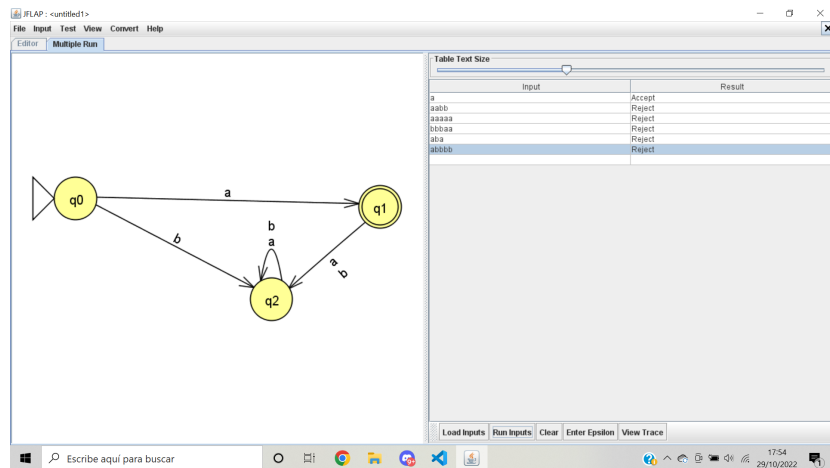 JFLAP : <untitled1>
File Input Test View Convert Help
Editor Multiple Run
Table Text Size
Input Result
a Accept
aabb Reject
aaaaa Reject
bbbaa Reject
aba Reject
abbbb Reject
q0
a
q1
b
b
a
a
b
q2
Load Inputs Run Inputs Clear Enter Epsilon View Trace
Escribe aquí para buscar
17:54
29/10/2022